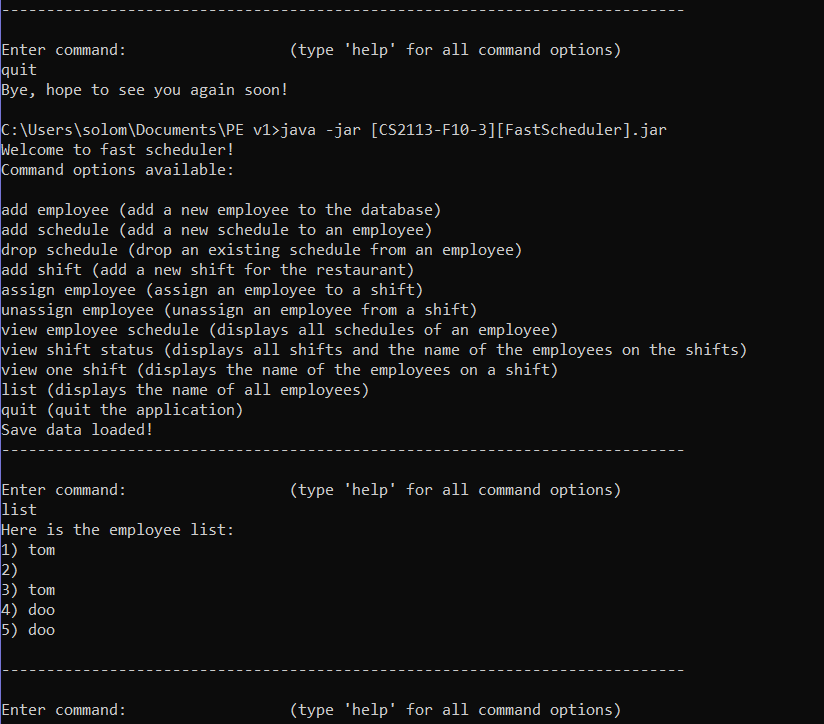 ----------------------------------------------------------------------------
Enter command: (type 'help' for all command options)
quit
Bye, hope to see you again soon!
C:\Users\solom\Documents\PE v1>java -jar [CS2113-F10-3][FastScheduler].jar
Welcome to fast scheduler!
Command options available:
add employee (add a new employee to the database)
add schedule (add a new schedule to an employee)
drop schedule (drop an existing schedule from an employee)
add shift (add a new shift for the restaurant)
assign employee (assign an employee to a shift)
unassign employee (unassign an employee from a shift)
view employee schedule (displays all schedules of an employee)
view shift status (displays all shifts and the name of the employees on the shifts)
view one shift (displays the name of the employees on a shift)
list (displays the name of all employees)
quit (quit the application)
Save data loaded!
----------------------------------------------------------------------------
Enter command: (type 'help' for all command options)
list
Here is the employee list:
1) tom
2)
3) tom
4) doo
5) doo
----------------------------------------------------------------------------
Enter command: (type 'help' for all command options)